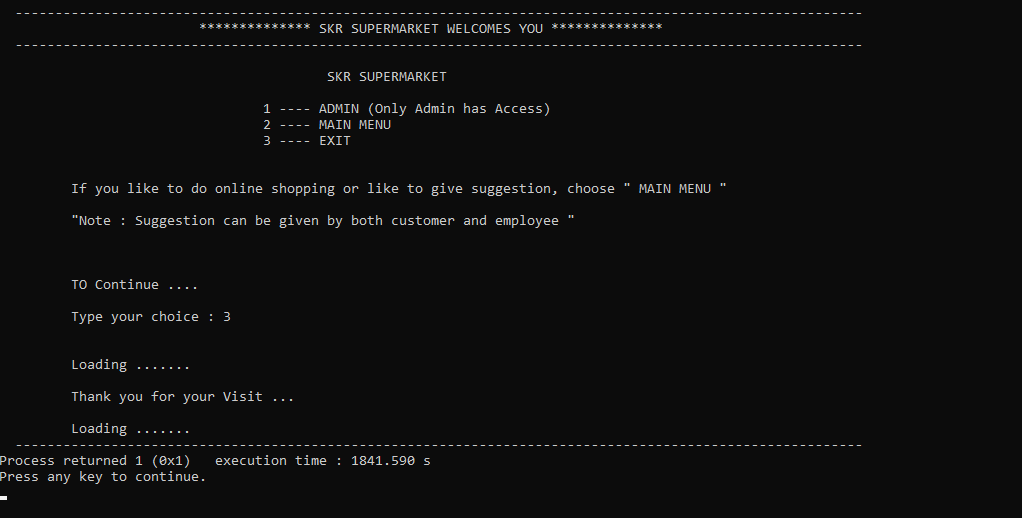 ----------------------------------------------------------------------------------------------------------
************** SKR SUPERMARKET WELCOMES YOU **************
----------------------------------------------------------------------------------------------------------
SKR SUPERMARKET
1 ---- ADMIN (Only Admin has Access)
2 ---- MAIN MENU
3 ---- EXIT
If you like to do online shopping or like to give suggestion, choose " MAIN MENU "
"Note : Suggestion can be given by both customer and employee "
TO Continue ....
Type your choice : 3
Loading .......
Thank you for your Visit ...
Loading .......
----------------------------------------------------------------------------------------------------------
Process returned 1 (0x1)   execution time : 1841.590 s
Press any key to continue.